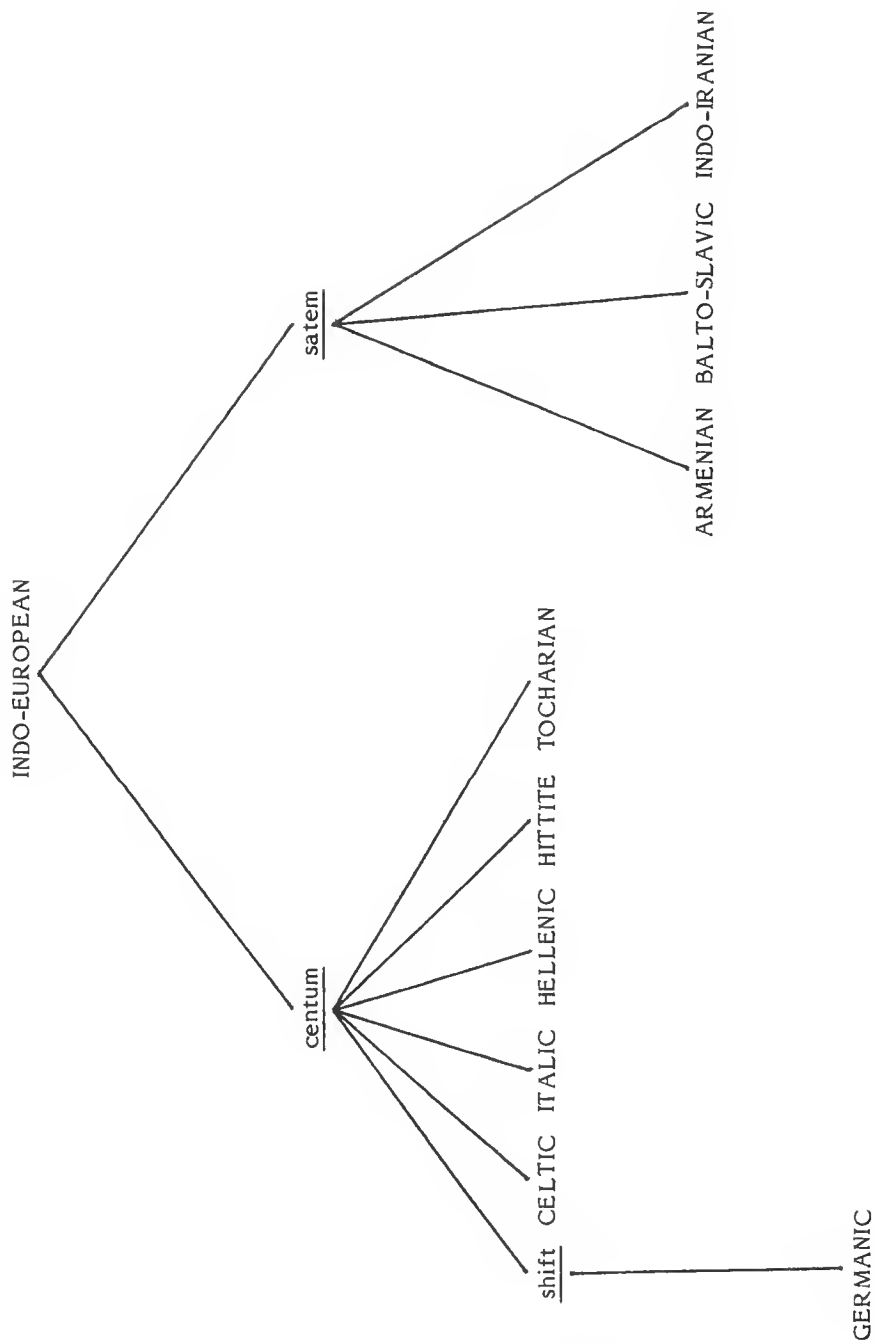 INDO-EUROPEAN
centum
satem
shift CELTIC ITALIC HELLENIC HITTITE TOCHARIAN
ARMENIAN BALTO-SLAVIC INDO-IRANIAN
GERMANIC